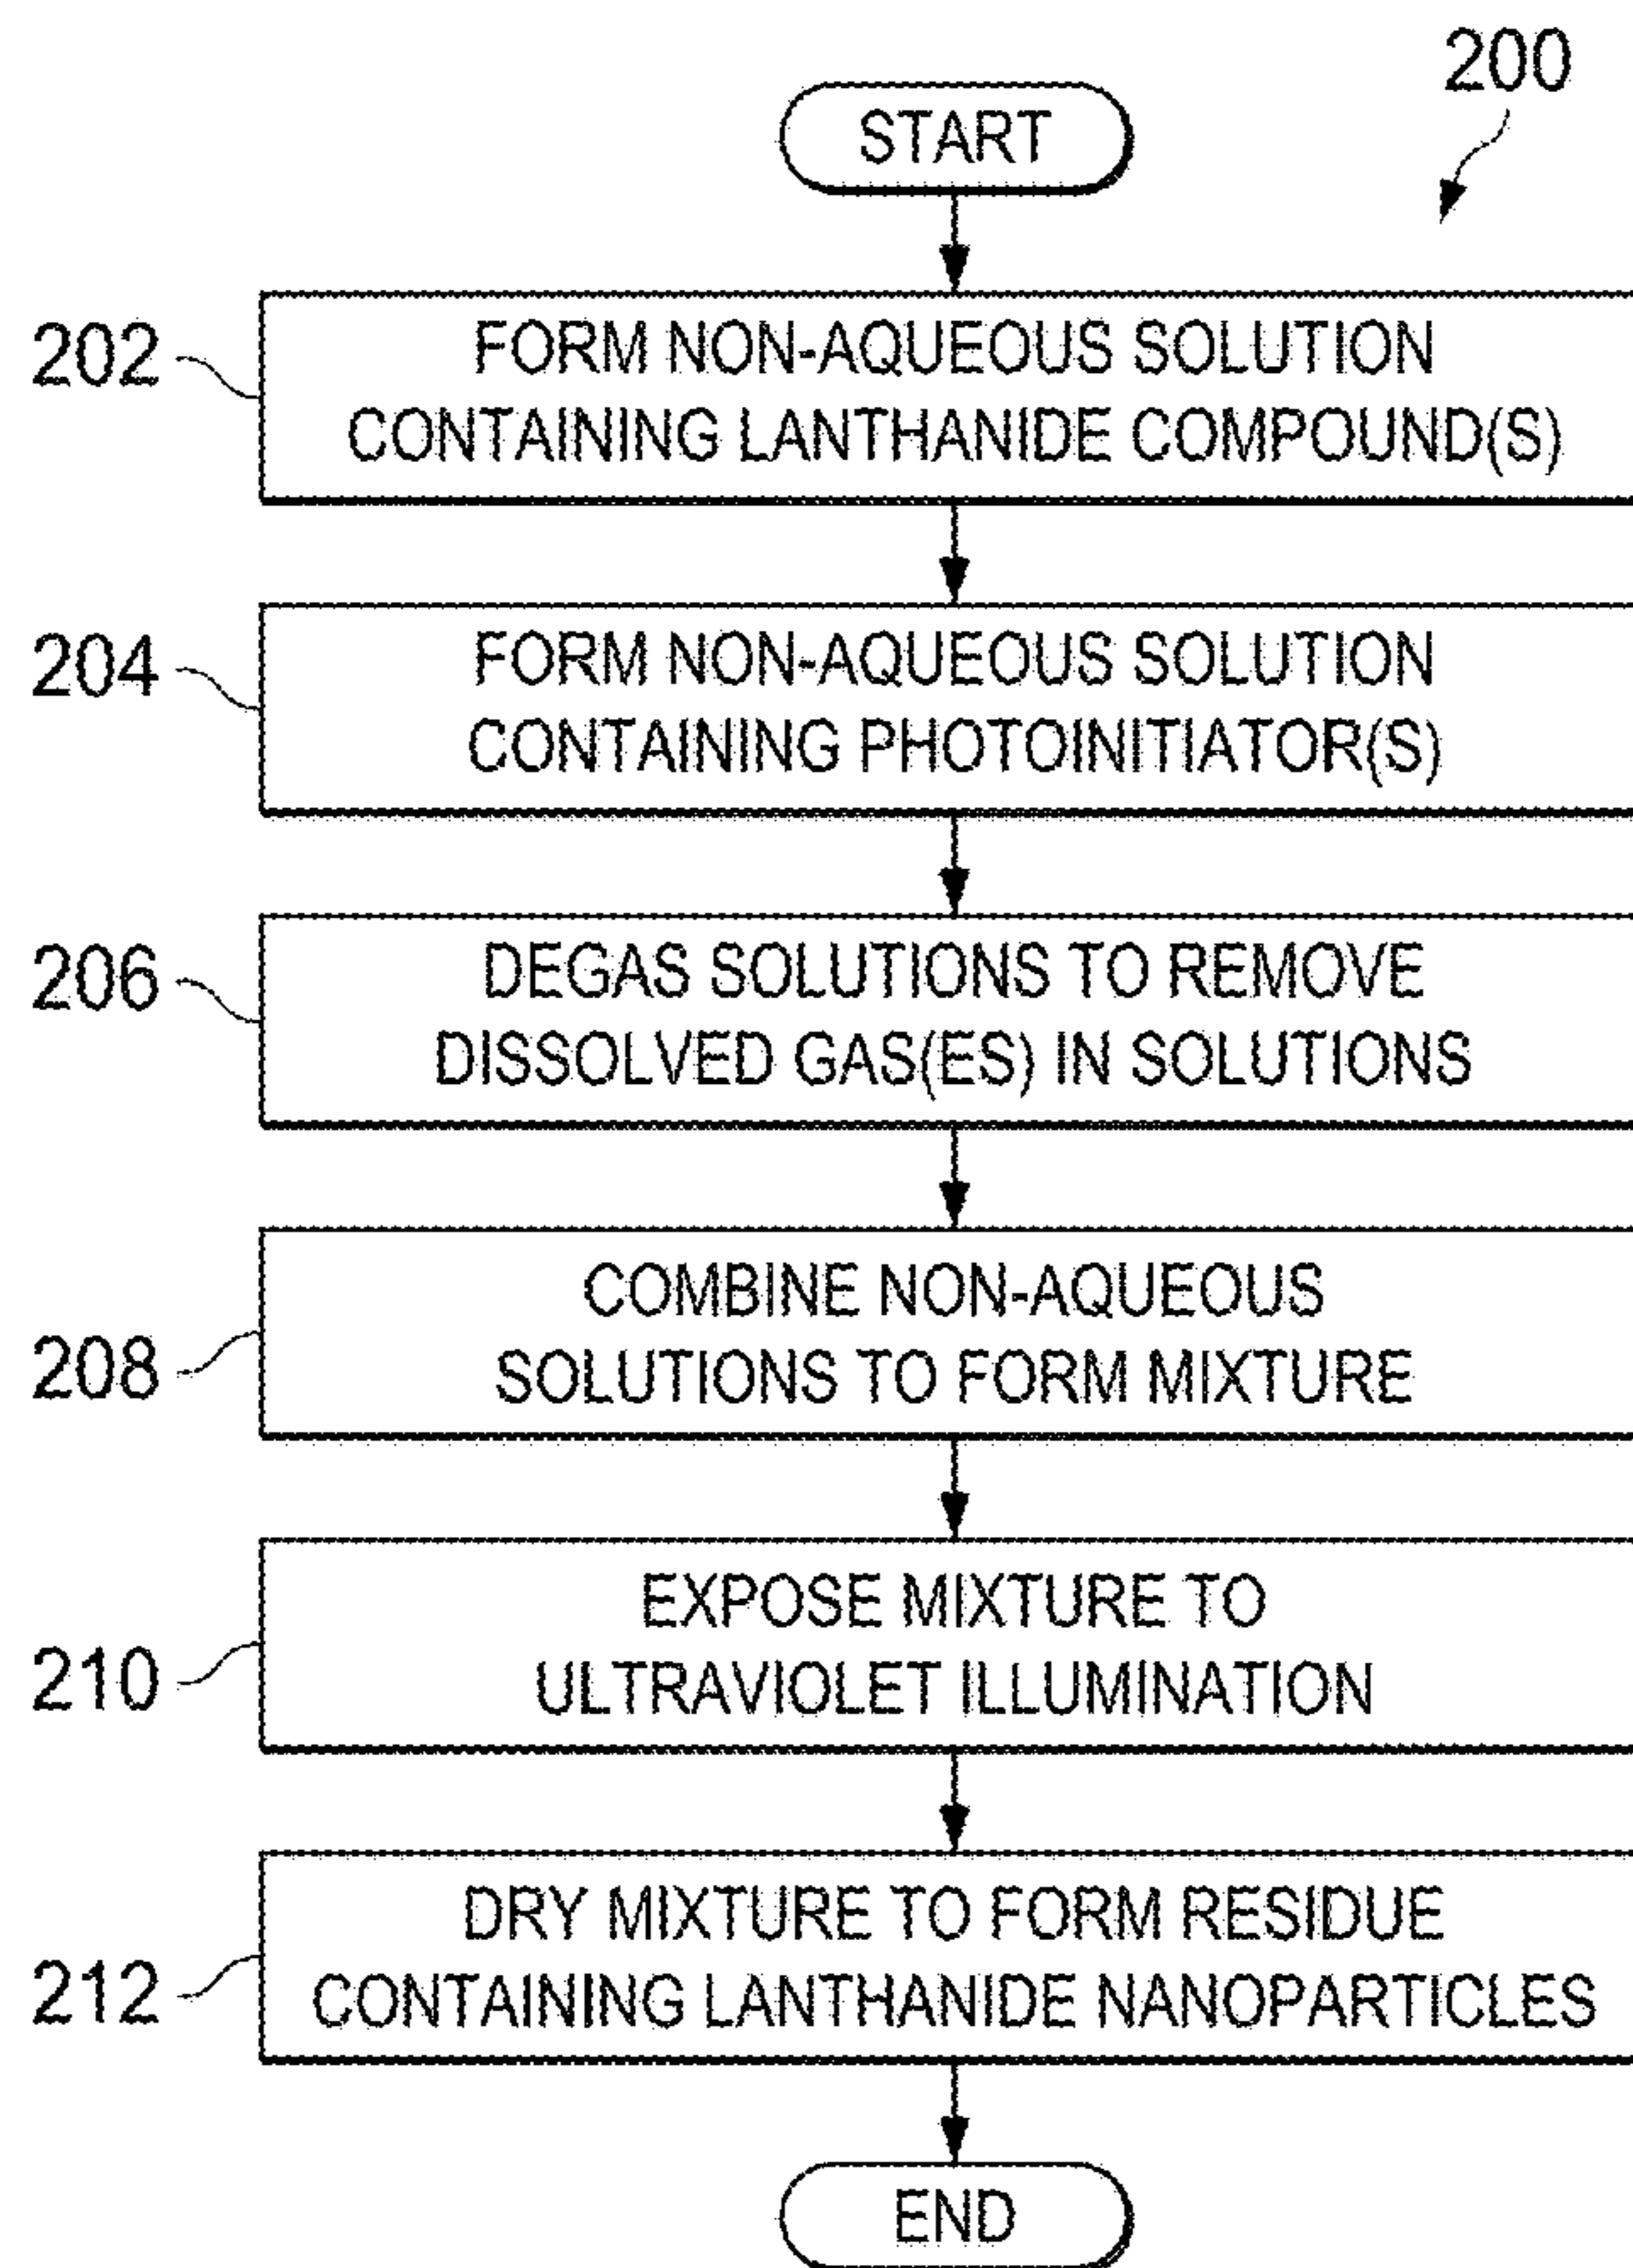 200
START
202
FORM NON-AQUEOUS SOLUTION
CONTAINING LANTHANIDE COMPOUND(S)
204
FORM NON-AQUEOUS SOLUTION
CONTAINING PHOTOINITIATOR(S)
206
DEGAS SOLUTIONS TO REMOVE
DISSOLVED GAS(ES) IN SOLUTIONS
208
COMBINE NON-AQUEOUS
SOLUTIONS TO FORM MIXTURE
210
EXPOSE MIXTURE TO
ULTRAVIOLET ILLUMINATION
212
DRY MIXTURE TO FORM RESIDUE
CONTAINING LANTHANIDE NANOPARTICLES
END